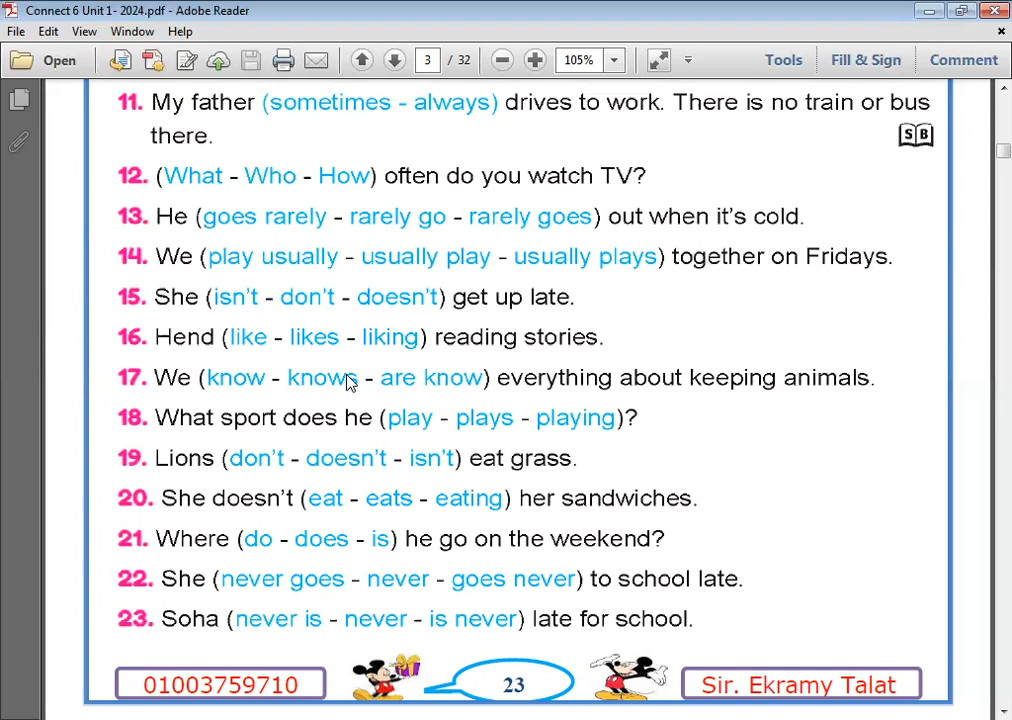 Connect 6 Unit 1- 2024.pdf - Adobe Reader
File Edit View Window Help
Open 3 / 32 105% Tools Fill & Sign Comment
11. My father (sometimes - always) drives to work. There is no train or bus
there.
SB
12. (What - Who - How) often do you watch TV?
13. He (goes rarely - rarely go - rarely goes) out when it's cold.
14. We (play usually - usually play - usually plays) together on Fridays.
15. She (isn't - don't - doesn't) get up late.
16. Hend (like - likes - liking) reading stories.
17. We (know - knows - are know) everything about keeping animals.
18. What sport does he (play - plays - playing)?
19. Lions (don't - doesn't - isn't) eat grass.
20. She doesn't (eat - eats - eating) her sandwiches.
21. Where (do - does - is) he go on the weekend?
22. She (never goes - never - goes never) to school late.
23. Soha (never is - never - is never) late for school.
01003759710 23 Sir. Ekramy Talat